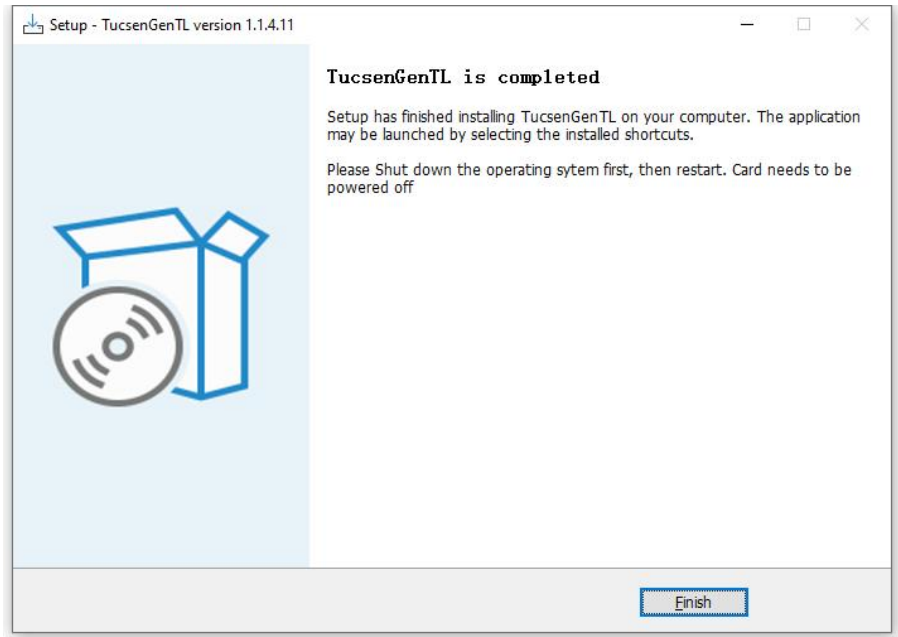 Setup - TucsenGenTL version 1.1.4.11
TucsenGenTL is completed
Setup has finished installing TucsenGenTL on your computer. The application
may be launched by selecting the installed shortcuts.
Please Shut down the operating sytem first, then restart. Card needs to be
powered off
Finish